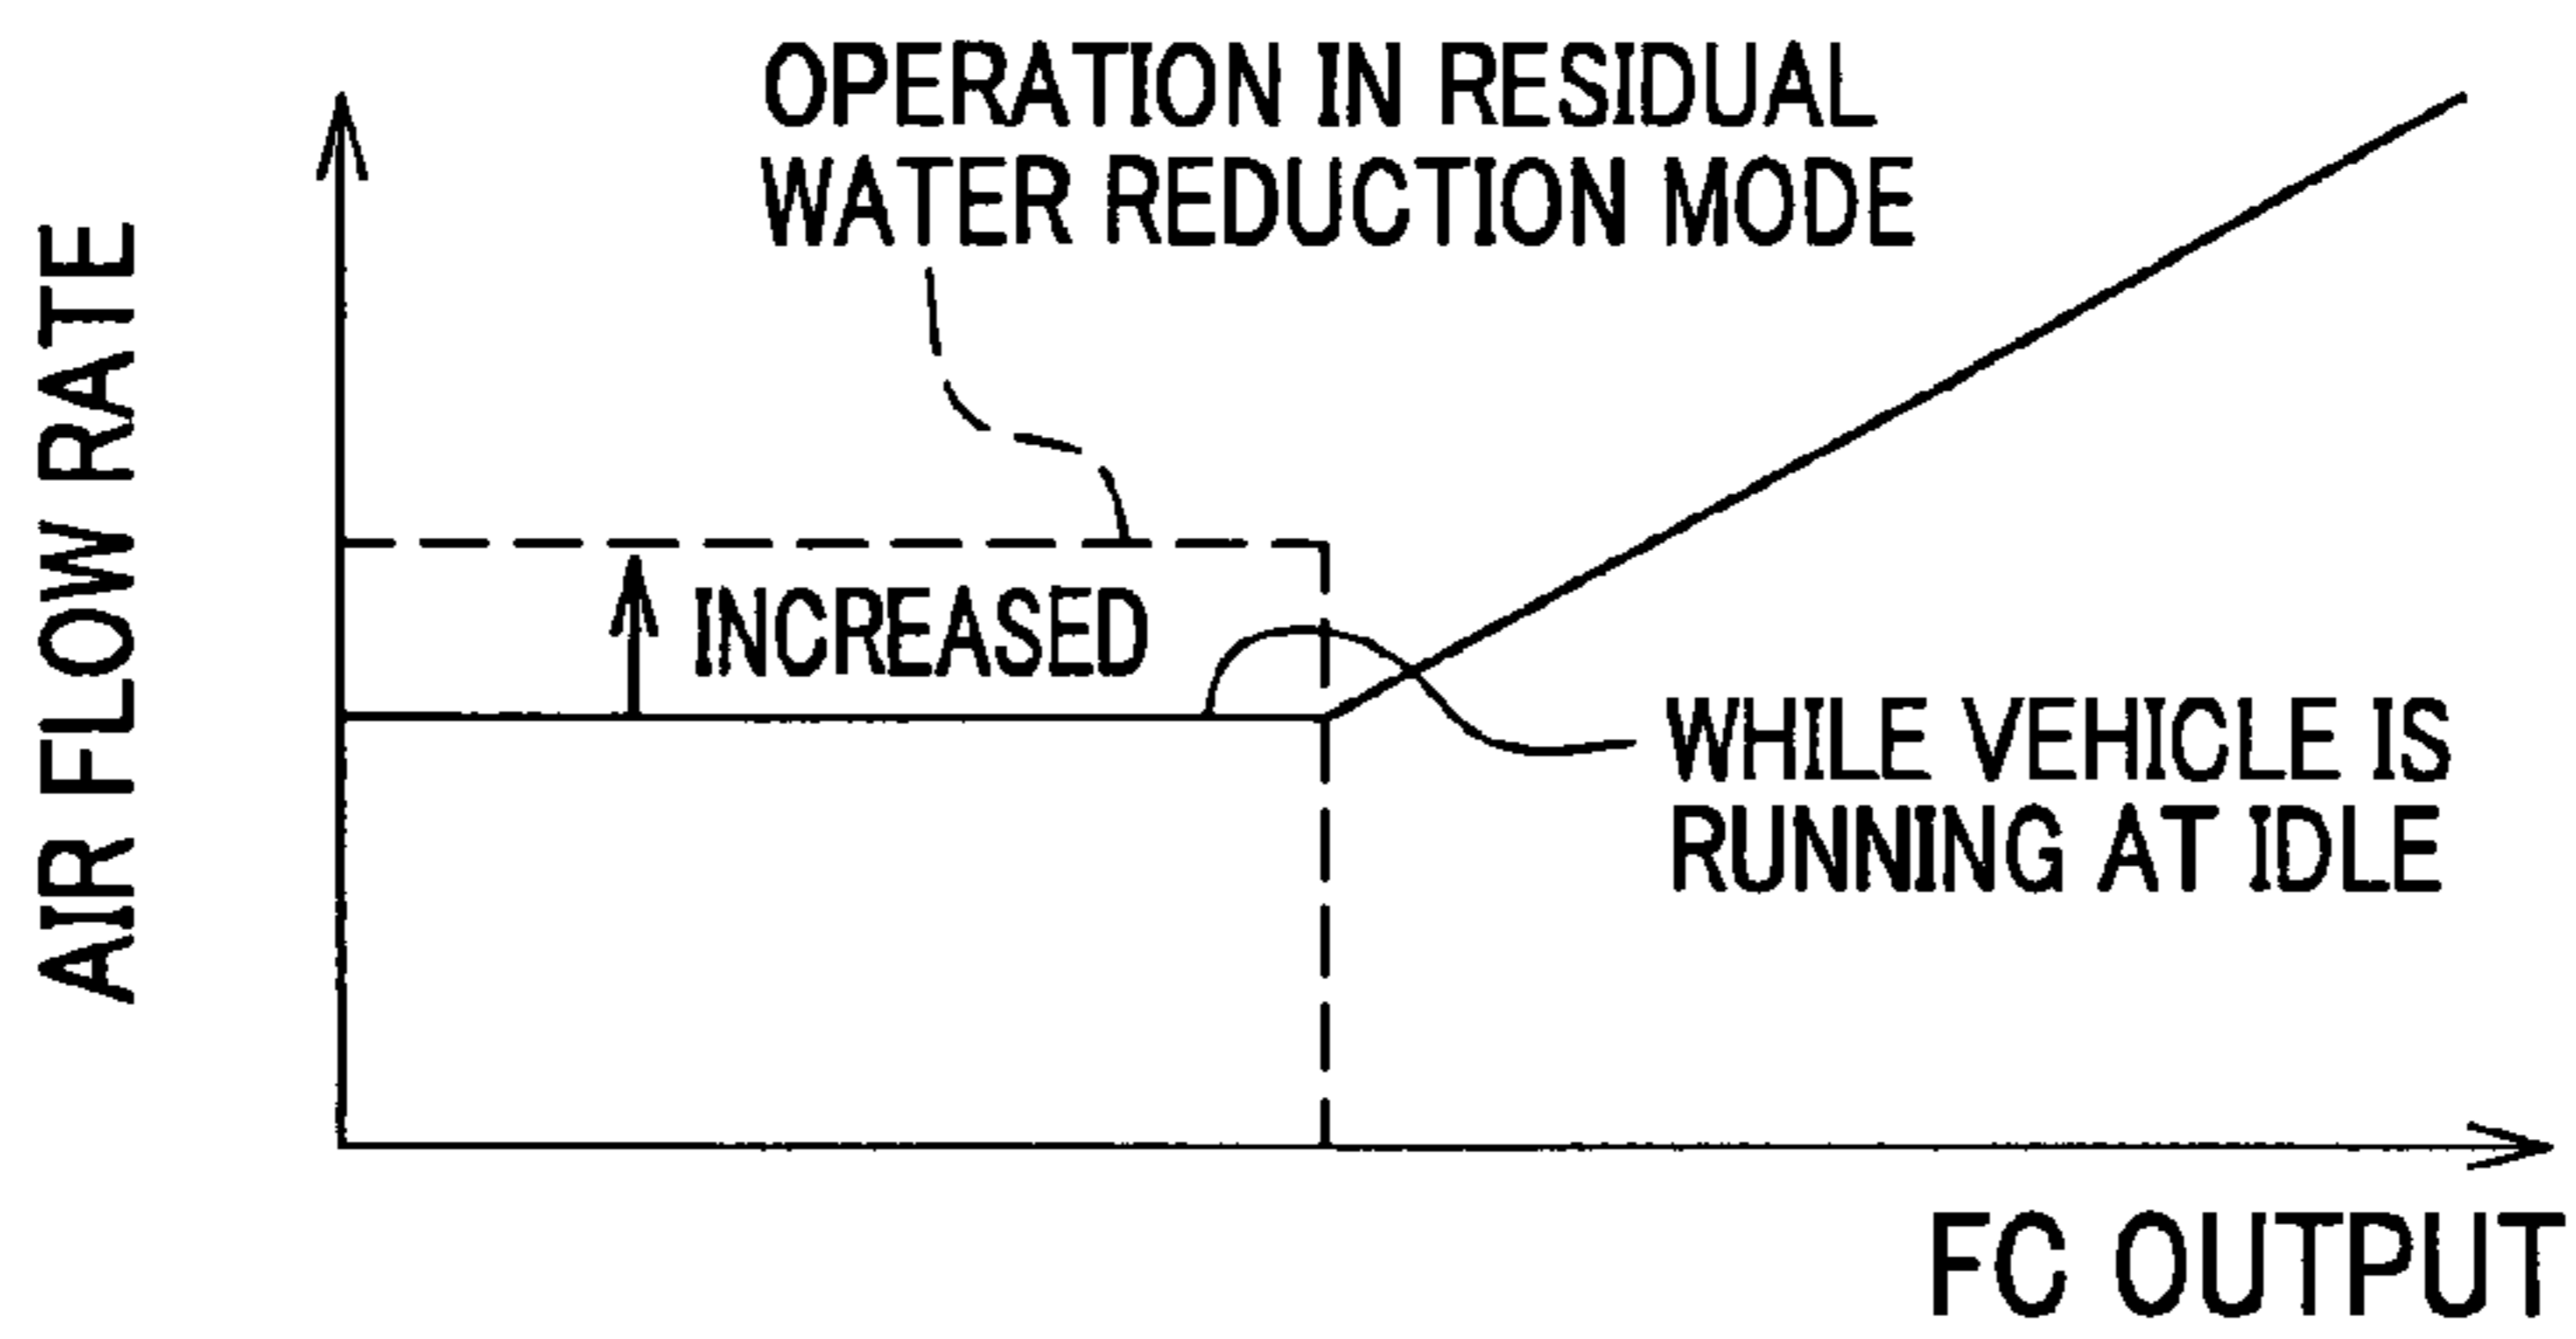 OPERATION IN RESIDUAL
WATER REDUCTION MODE
AIR FLOW RATE
INCREASED
WHILE VEHICLE IS
RUNNING AT IDLE
FC OUTPUT